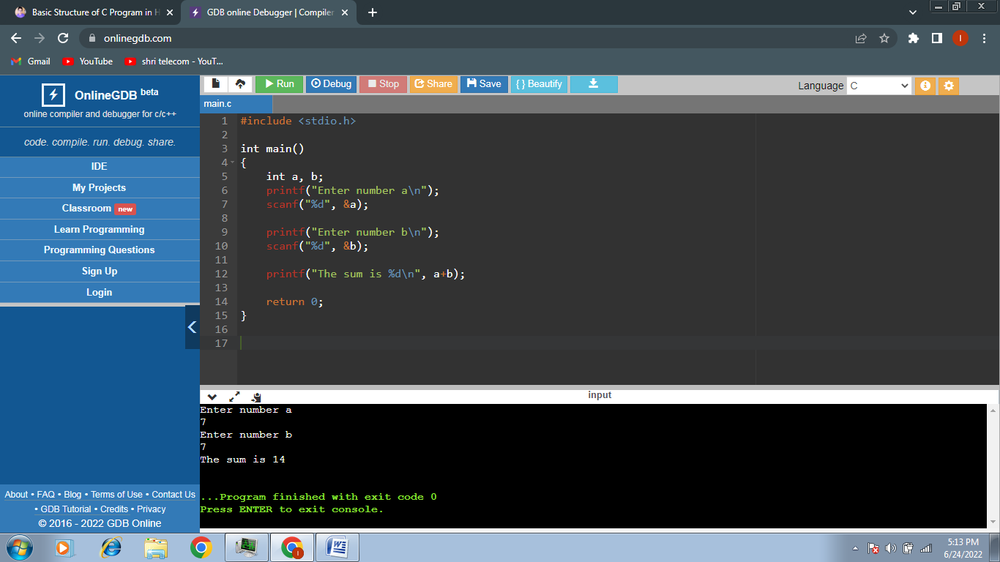 Basic Structure of C Program in H
GDB online Debugger | Compiler
onlinegdb.com
Gmail YouTube shri telecom - YouT...
OnlineGDB beta
online compiler and debugger for c/c++
code. compile. run. debug. share.
IDE
My Projects
Classroom new
Learn Programming
Programming Questions
Sign Up
Login
About • FAQ • Blog • Terms of Use • Contact Us
• GDB Tutorial • Credits • Privacy
© 2016 - 2022 GDB Online
Run Debug Stop Share Save {} Beautify
Language C
main.c
1 #include <stdio.h>
2
3 int main()
4 {
5     int a, b;
6     printf("Enter number a\n");
7     scanf("%d", &a);
8
9     printf("Enter number b\n");
10     scanf("%d", &b);
11
12     printf("The sum is %d\n", a+b);
13
14     return 0;
15 }
16
17
input
Enter number a
7
Enter number b
7
The sum is 14
...Program finished with exit code 0
Press ENTER to exit console.
5:13 PM
6/24/2022